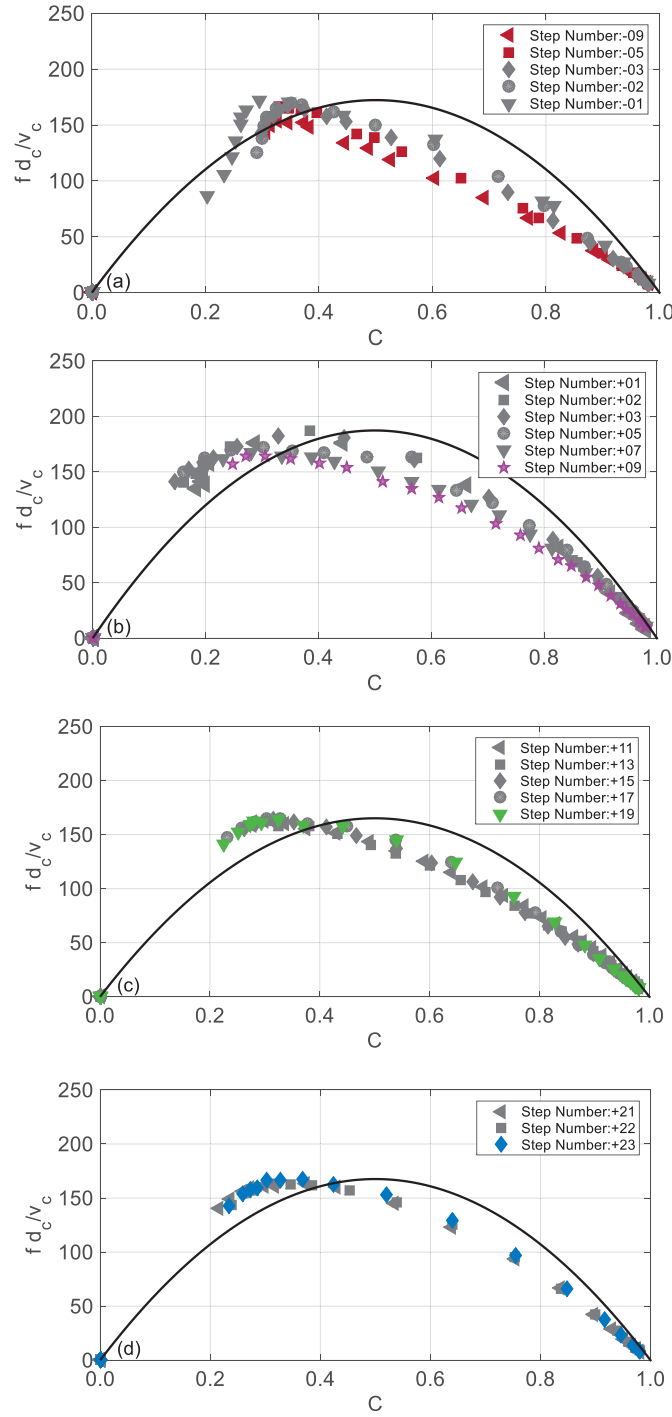 250
200
150
100
50
0
f d_c/v_c
Step Number:-09
Step Number:-05
Step Number:-03
Step Number:-02
Step Number:-01
(a)
0.0 0.2 0.4 0.6 0.8 1.0
C
250
200
150
100
50
0
f d_c/v_c
Step Number:+01
Step Number:+02
Step Number:+03
Step Number:+05
Step Number:+07
Step Number:+09
(b)
0.0 0.2 0.4 0.6 0.8 1.0
C
250
200
150
100
50
0
f d_c/v_c
Step Number:+11
Step Number:+13
Step Number:+15
Step Number:+17
Step Number:+19
(c)
0.0 0.2 0.4 0.6 0.8 1.0
C
250
200
150
100
50
0
f d_c/v_c
Step Number:+21
Step Number:+22
Step Number:+23
(d)
0.0 0.2 0.4 0.6 0.8 1.0
C